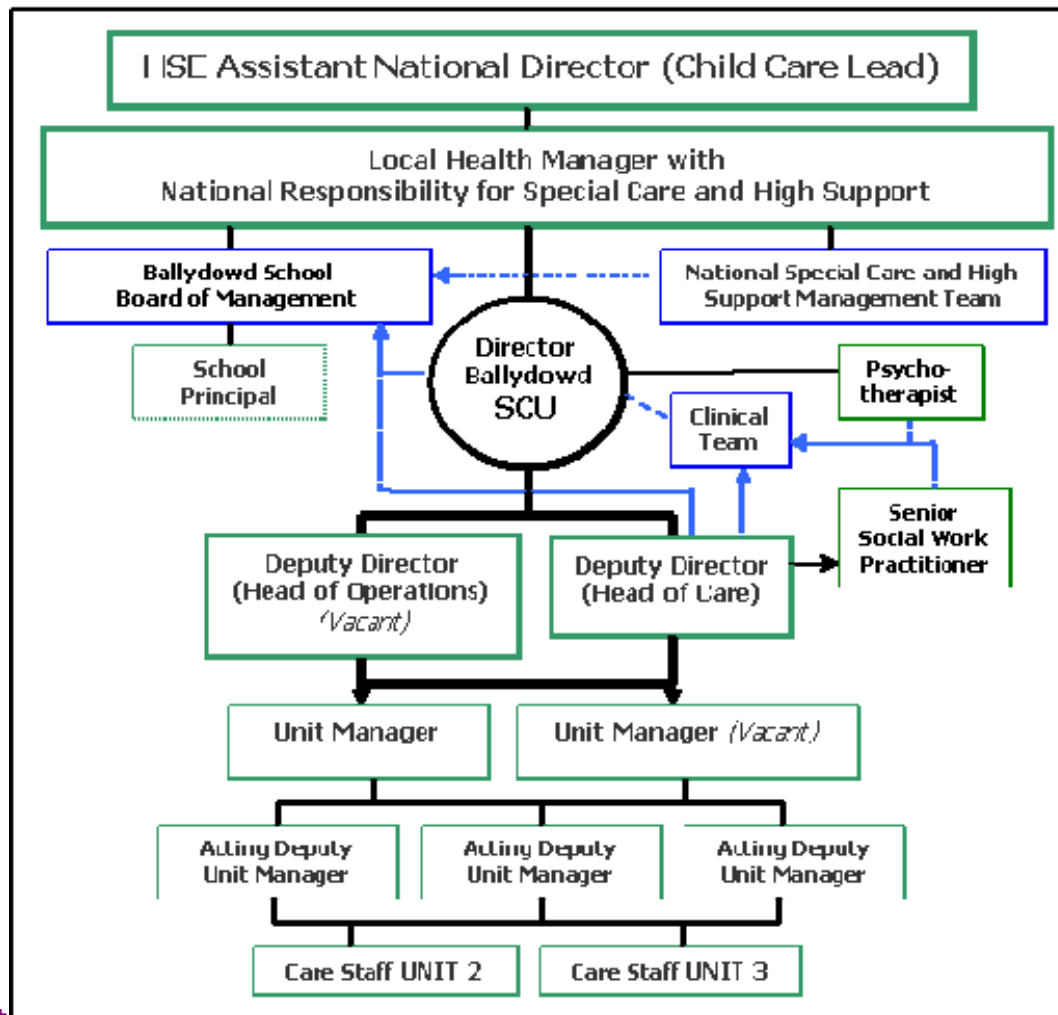 HSE Assistant National Director (Child Care Lead)
Local Health Manager with
National Responsibility for Special Care and High Support
Ballydowd School
Board of Management
National Special Care and High
Support Management Team
Director
Ballydowd
SCU
School
Principal
Psycho-
therapist
Clinical
Team
Senior
Social Work
Practitioner
Deputy Director
(Head of Operations)
(Vacant)
Deputy Director
(Head of Care)
Unit Manager
Unit Manager (Vacant)
Acting Deputy
Unit Manager
Acting Deputy
Unit Manager
Acting Deputy
Unit Manager
Care Staff UNIT 2
Care Staff UNIT 3